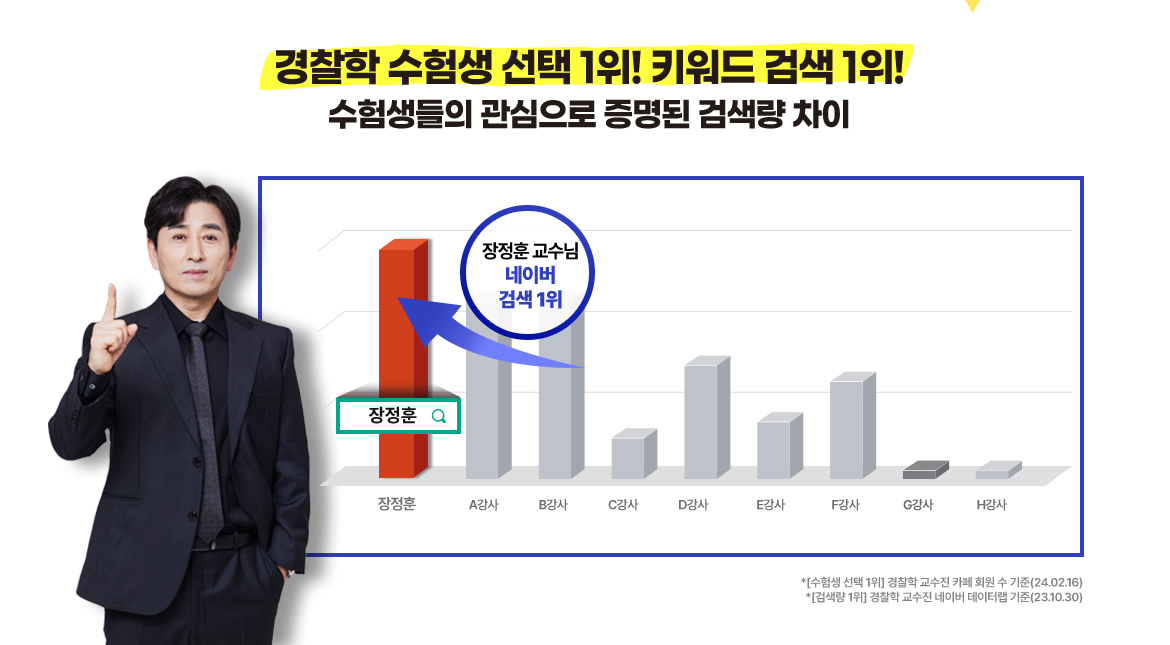 경찰학 수험생 선택 1위! 키워드 검색 1위!
수험생들의 관심으로 증명된 검색량 차이
장정훈 교수님
네이버
검색 1위
장정훈
장정훈 A강사 B강사 C강사 D강사 E강사 F강사 G강사 H강사
*[수험생 선택 1위] 경찰학 교수진 카페 회원 수 기준(24.02.16)
*[검색량 1위] 경찰학 교수진 네이버 데이터랩 기준(23.10.30)